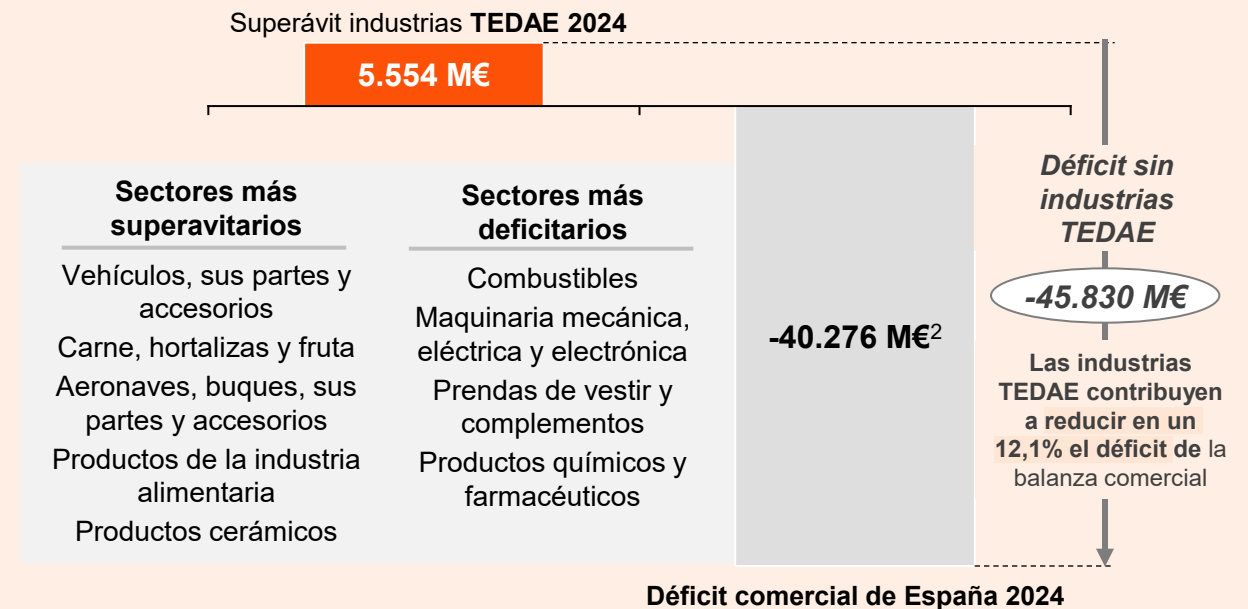 Superávit industrias TEDAE 2024
5.554 M€
Sectores más
superavitarios
Vehículos, sus partes y
accesorios
Carne, hortalizas y fruta
Aeronaves, buques, sus
partes y accesorios
Productos de la industria
alimentaria
Productos cerámicos
Sectores más
deficitarios
Combustibles
Maquinaria mecánica,
eléctrica y electrónica
Prendas de vestir y
complementos
Productos químicos y
farmacéuticos
-40.276 M€2
Déficit sin
industrias
TEDAE
-45.830 M€
Las industrias
TEDAE contribuyen
a reducir en un
12,1% el déficit de la
balanza comercial
Déficit comercial de España 2024